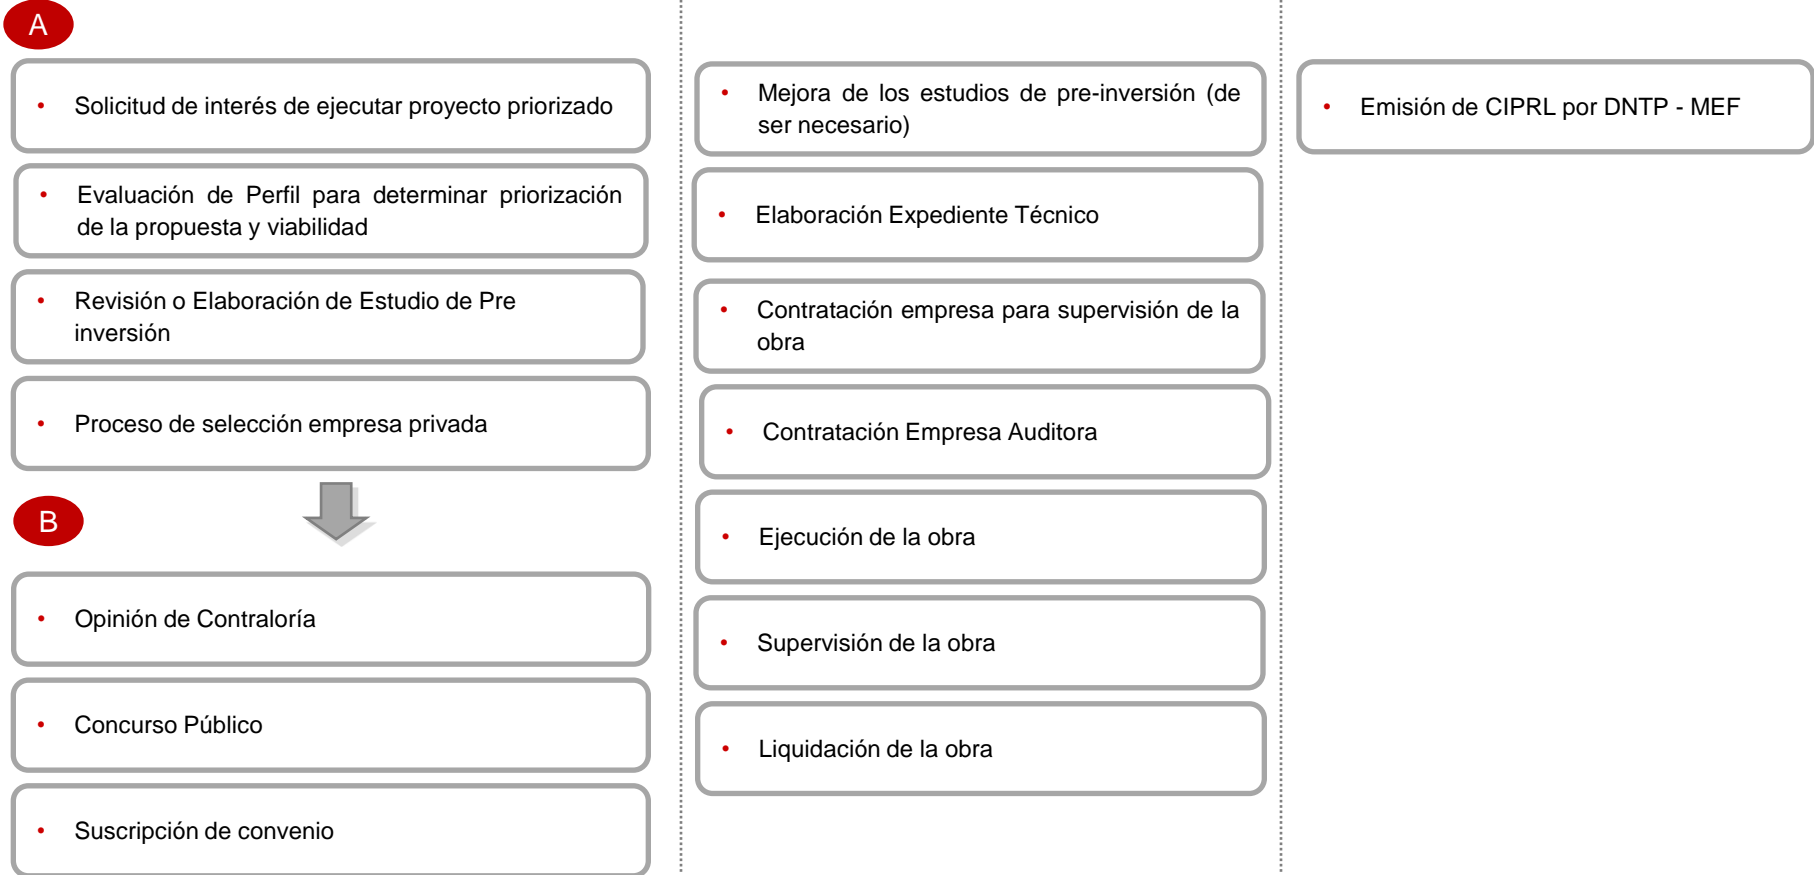 A
• Solicitud de interés de ejecutar proyecto priorizado
• Evaluación de Perfil para determinar priorización
de la propuesta y viabilidad
• Revisión o Elaboración de Estudio de Pre
inversión
• Proceso de selección empresa privada
B
• Opinión de Contraloría
• Concurso Público
• Suscripción de convenio
• Mejora de los estudios de pre-inversión (de
ser necesario)
• Elaboración Expediente Técnico
• Contratación empresa para supervisión de la
obra
• Contratación Empresa Auditora
• Ejecución de la obra
• Supervisión de la obra
• Liquidación de la obra
• Emisión de CIPRL por DNTP - MEF